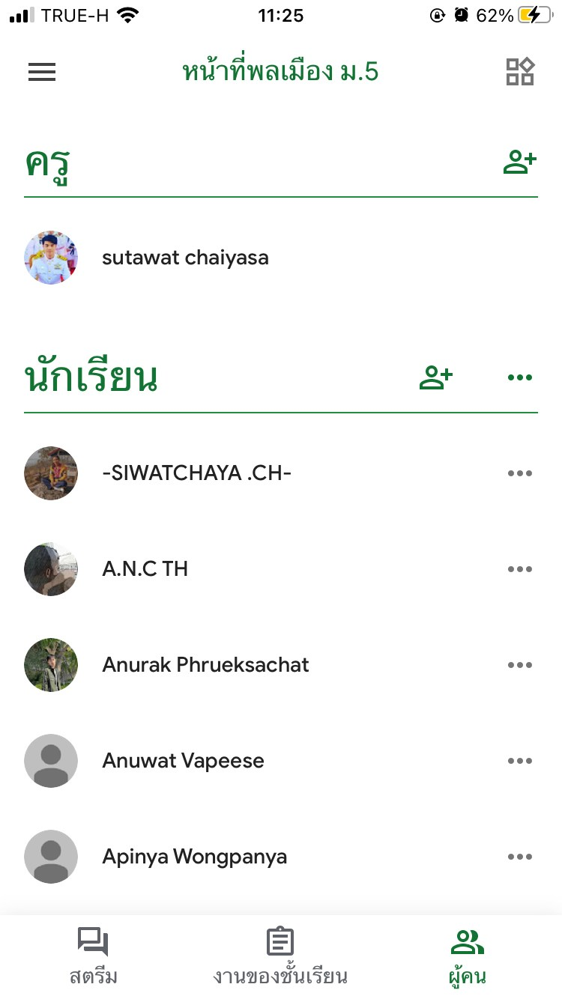 TRUE-H 11:25 62%
หน้าที่พลเมือง ม.5
ครู
sutawat chaiyasa
นักเรียน
-SIWATCHAYA .CH-
A.N.C TH
Anurak Phrueksachat
Anuwat Vapeese
Apinya Wongpanya
สตรีม งานของชั้นเรียน ผู้คน